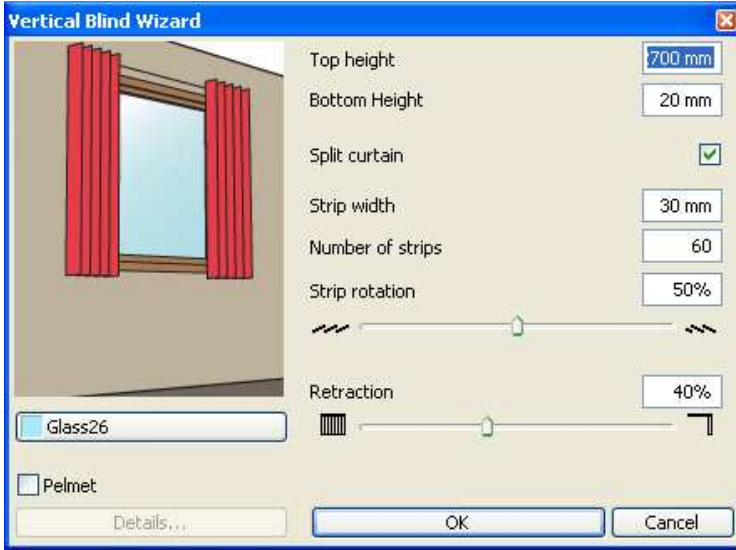 Vertical Blind Wizard
Top height
700 mm
Bottom Height
20 mm
Split curtain
Strip width
30 mm
Number of strips
60
Strip rotation
50%
Retraction
40%
Glass26
Pelmet
Details...
OK
Cancel